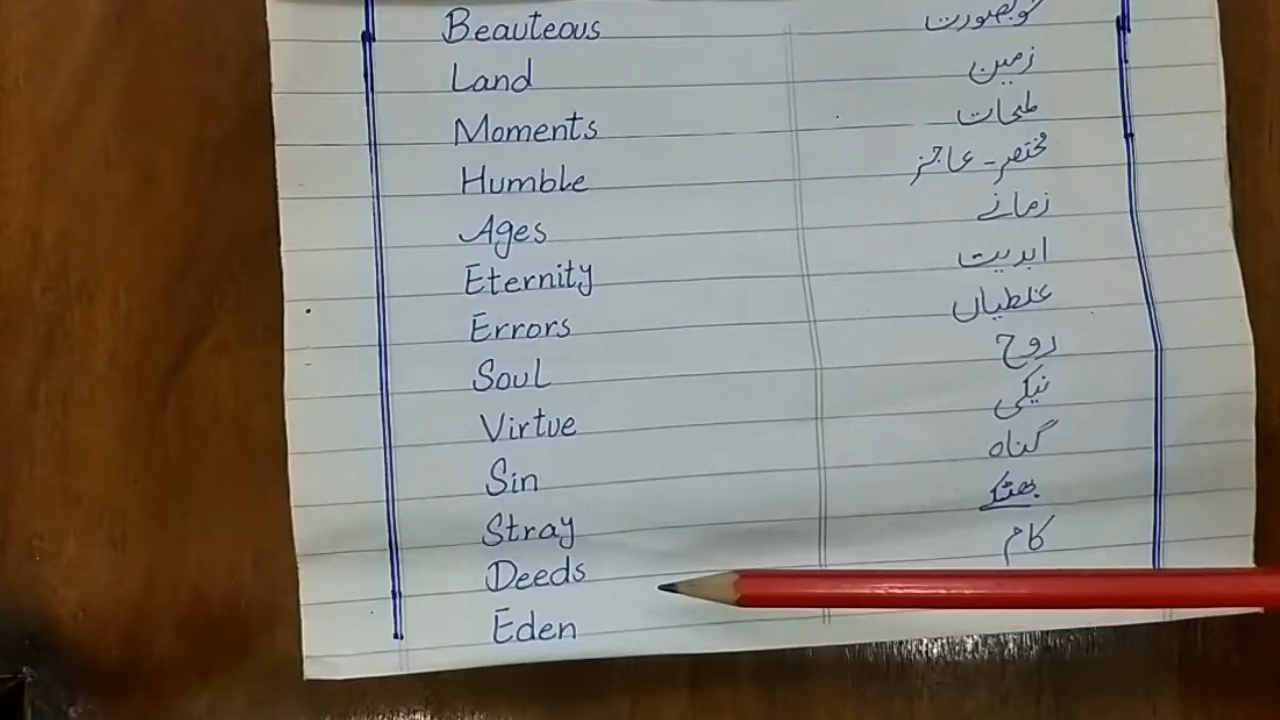 Beauteous خوبصورت
Land زمین
Moments لمحات
Humble مختصر - عاجز
Ages زمانے
Eternity ابدیت
Errors غلطیاں
Soul روح
Virtue نیکی
Sin گناہ
Stray
Deeds کام
Eden